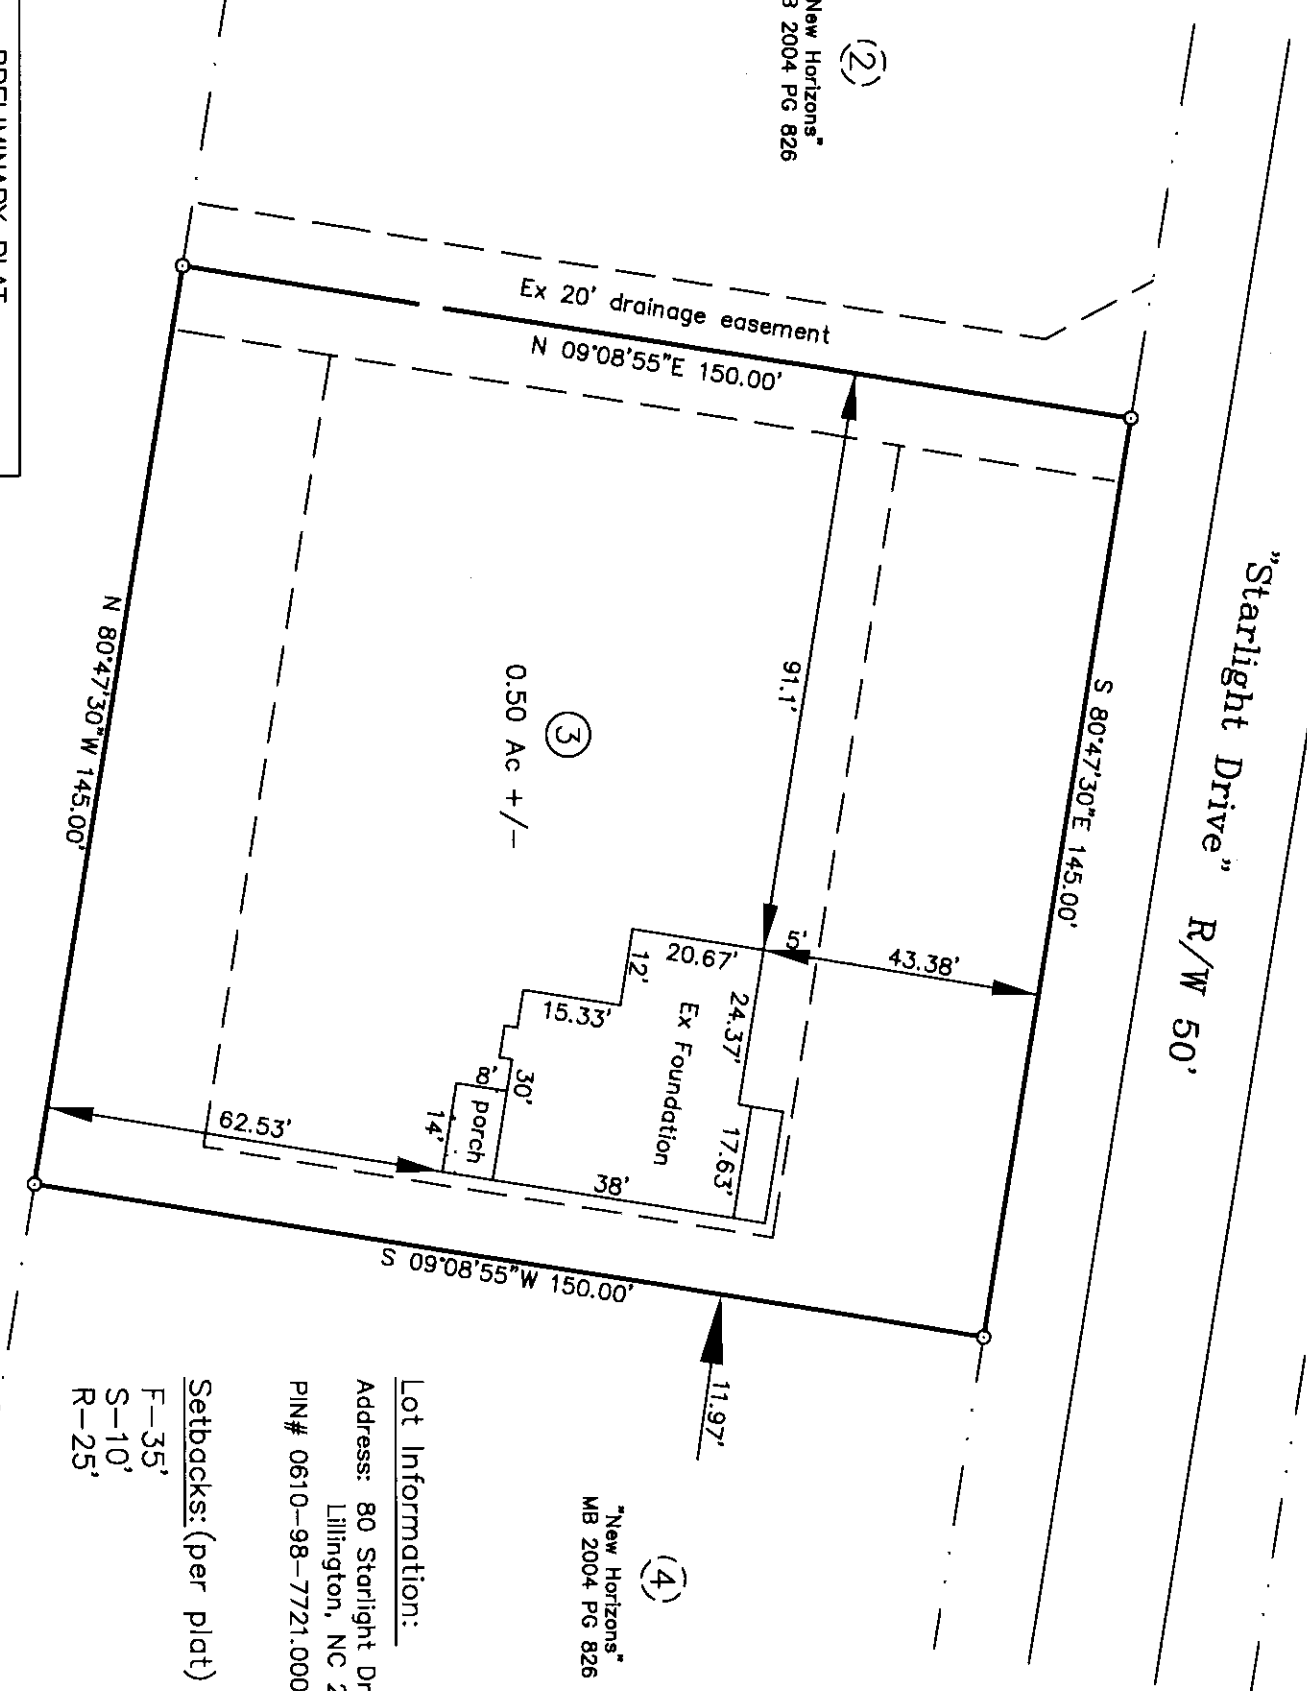 (2)
"New Horizons"
2004 PG 826
"Starlight Drive" R/W 50'
S 80°47'30"E 145.00'
Ex 20' drainage easement
N 09°08'55"E 150.00'
91.1'
43.38'
5'
20.67'
24.37'
12'
Ex Foundation
17.63'
15.33'
30'
8'
porch
14'
38'
62.53'
3
0.50 Ac +/-
N 80°47'30"W 145.00'
S 09°08'55"W 150.00'
11.97'
(4)
"New Horizons"
MB 2004 PG 826
Lot Information:
Address: 80 Starlight Dr
Lillington, NC
PIN# 0610-98-7721.000
Setbacks: (per plat)
F-35'
S-10'
R-25'
PRELIMINARY PLAT